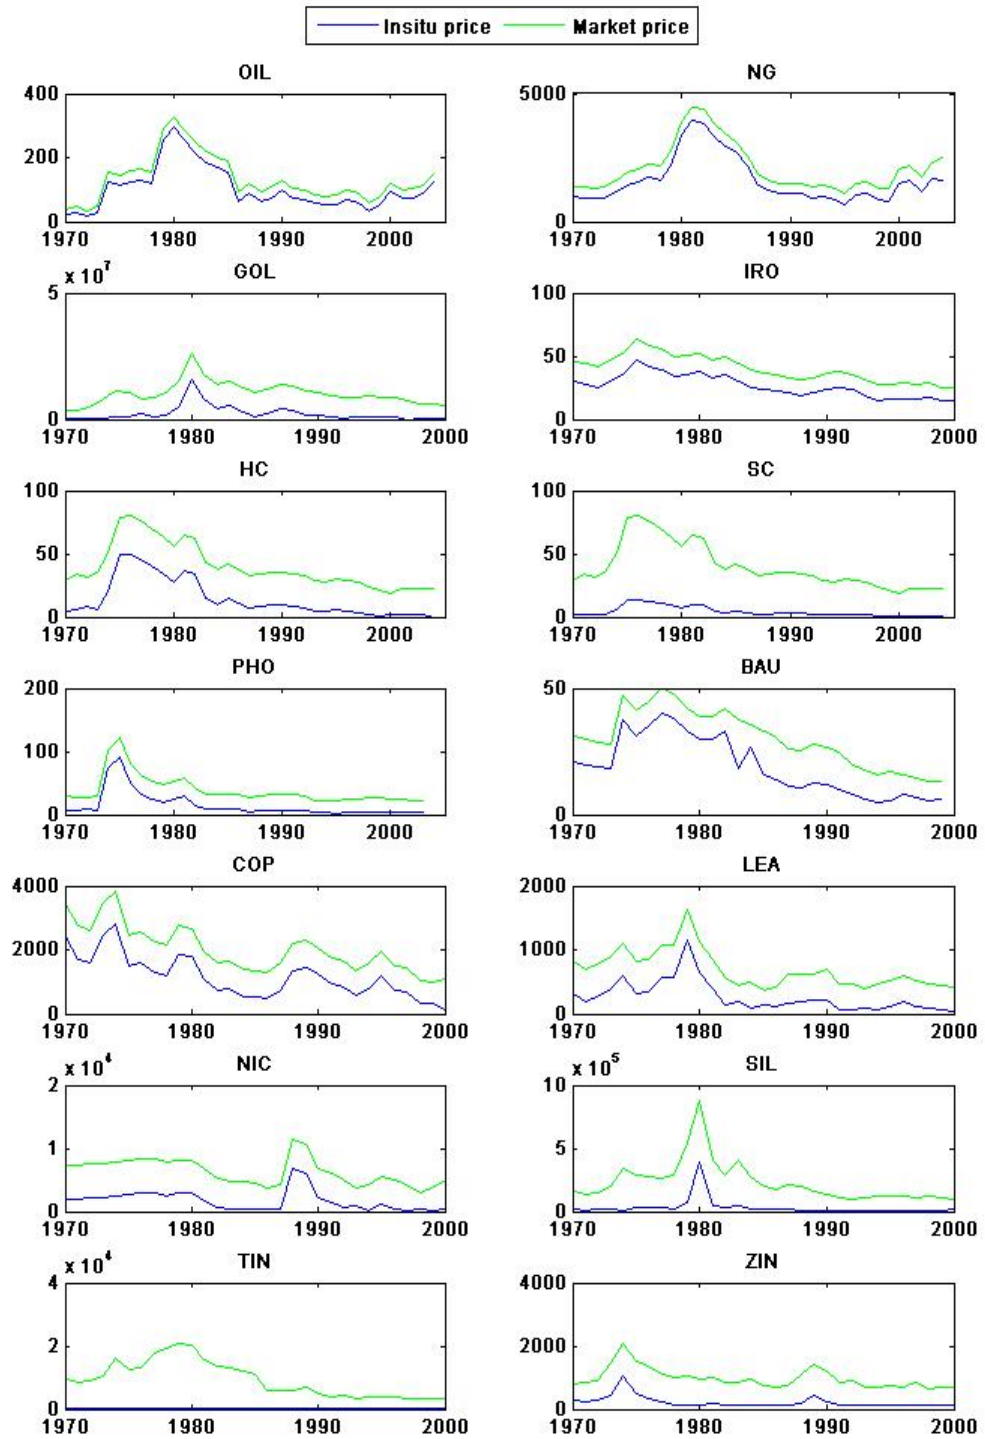 Insitu price Market price
OIL
400
200
0
1970 1980 1990 2000
NG
5000
0
1970 1980 1990 2000
x 10^7
GOL
5
0
1970 1980 1990 2000
IRO
100
50
0
1970 1980 1990 2000
HC
100
50
0
1970 1980 1990 2000
SC
100
50
0
1970 1980 1990 2000
PHO
200
100
0
1970 1980 1990 2000
BAU
50
0
1970 1980 1990 2000
COP
4000
2000
0
1970 1980 1990 2000
LEA
2000
1000
0
1970 1980 1990 2000
x 10^4
NIC
2
1
0
1970 1980 1990 2000
x 10^5
SIL
10
5
0
1970 1980 1990 2000
x 10^4
TIN
4
2
0
1970 1980 1990 2000
ZIN
4000
2000
0
1970 1980 1990 2000